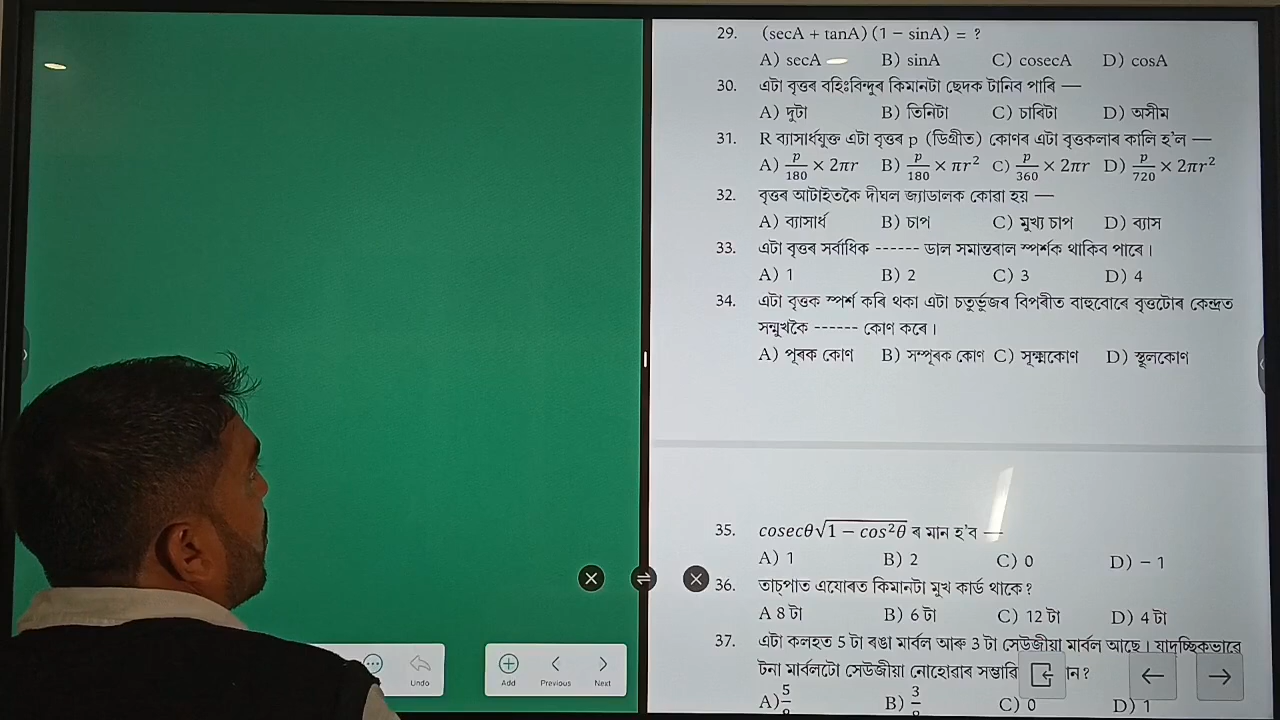 29. (secA + tanA) (1 − sinA) = ?
A) secA B) sinA C) cosecA D) cosA
30. এটা বৃত্তৰ বহিঃবিন্দুৰ কিমানটা ছেদক টানিব পাৰি —
A) দুটা B) তিনিটা C) চাৰিটা D) অসীম
31. R ব্যাসাৰ্ধযুক্ত এটা বৃত্তৰ p (ডিগ্ৰীত) কোণৰ এটা বৃত্তকলাৰ কালি হ'ল —
A) p/180 × 2πr B) p/180 × πr² C) p/360 × 2πr D) p/720 × 2πr²
32. বৃত্তৰ আটাইতকৈ দীঘল জ্যাডালক কোৱা হয় —
A) ব্যাসাৰ্ধ B) চাপ C) মুখ্য চাপ D) ব্যাস
33. এটা বৃত্তৰ সৰ্বাধিক ------ ডাল সমান্তৰাল স্পৰ্শক থাকিব পাৰে।
A) 1 B) 2 C) 3 D) 4
34. এটা বৃত্তক স্পৰ্শ কৰি থকা এটা চতুৰ্ভুজৰ বিপৰীত বাহুবোৰে বৃত্তটোৰ কেন্দ্ৰত
সন্মুখকৈ ------ কোণ কৰে।
A) পূৰক কোণ B) সম্পূৰক কোণ C) সূক্ষ্মকোণ D) স্থূলকোণ
35. cosecθ√1 − cos²θ ৰ মান হ'ব —
A) 1 B) 2 C) 0 D) − 1
36. তাচ্‌পাত এযোৰত কিমানটা মুখ কাৰ্ড থাকে?
A 8 টা B) 6 টা C) 12 টা D) 4 টা
37. এটা কলহত 5 টা ৰঙা মাৰ্বল আৰু 3 টা সেউজীয়া মাৰ্বল আছে। যাদৃচ্ছিকভাৱে
টনা মাৰ্বলটো সেউজীয়া নোহোৱাৰ
A) 5 B) 3 C) 0 D) 1
Undo Add Previous Next